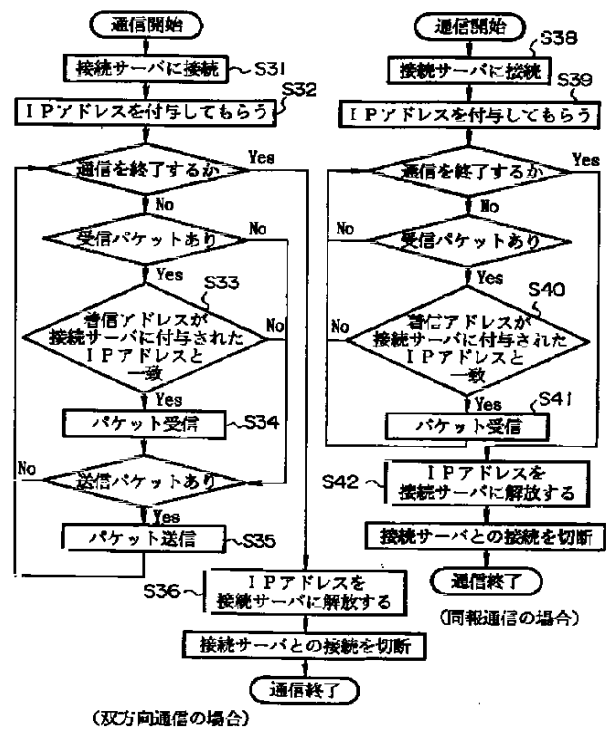 通信開始
接続サーバに接続
S31
S32
IPアドレスを付与してもらう
通信を終了するか
Yes
No
受信パケットあり
No
Yes
S33
着信アドレスが
接続サーバに付与された
IPアドレスと
一致
No
Yes
パケット受信
S34
送信パケットあり
No
Yes
パケット送信
S35
S36
IPアドレスを
接続サーバに解放する
接続サーバとの接続を切断
通信終了
(双方向通信の場合)
通信開始
S38
接続サーバに接続
S39
IPアドレスを付与してもらう
通信を終了するか
Yes
No
受信パケットあり
No
Yes
S40
着信アドレスが
接続サーバに付与された
IPアドレスと
一致
No
Yes
S41
パケット受信
S42
IPアドレスを
接続サーバに解放する
接続サーバとの接続を切断
通信終了
(同報通信の場合)